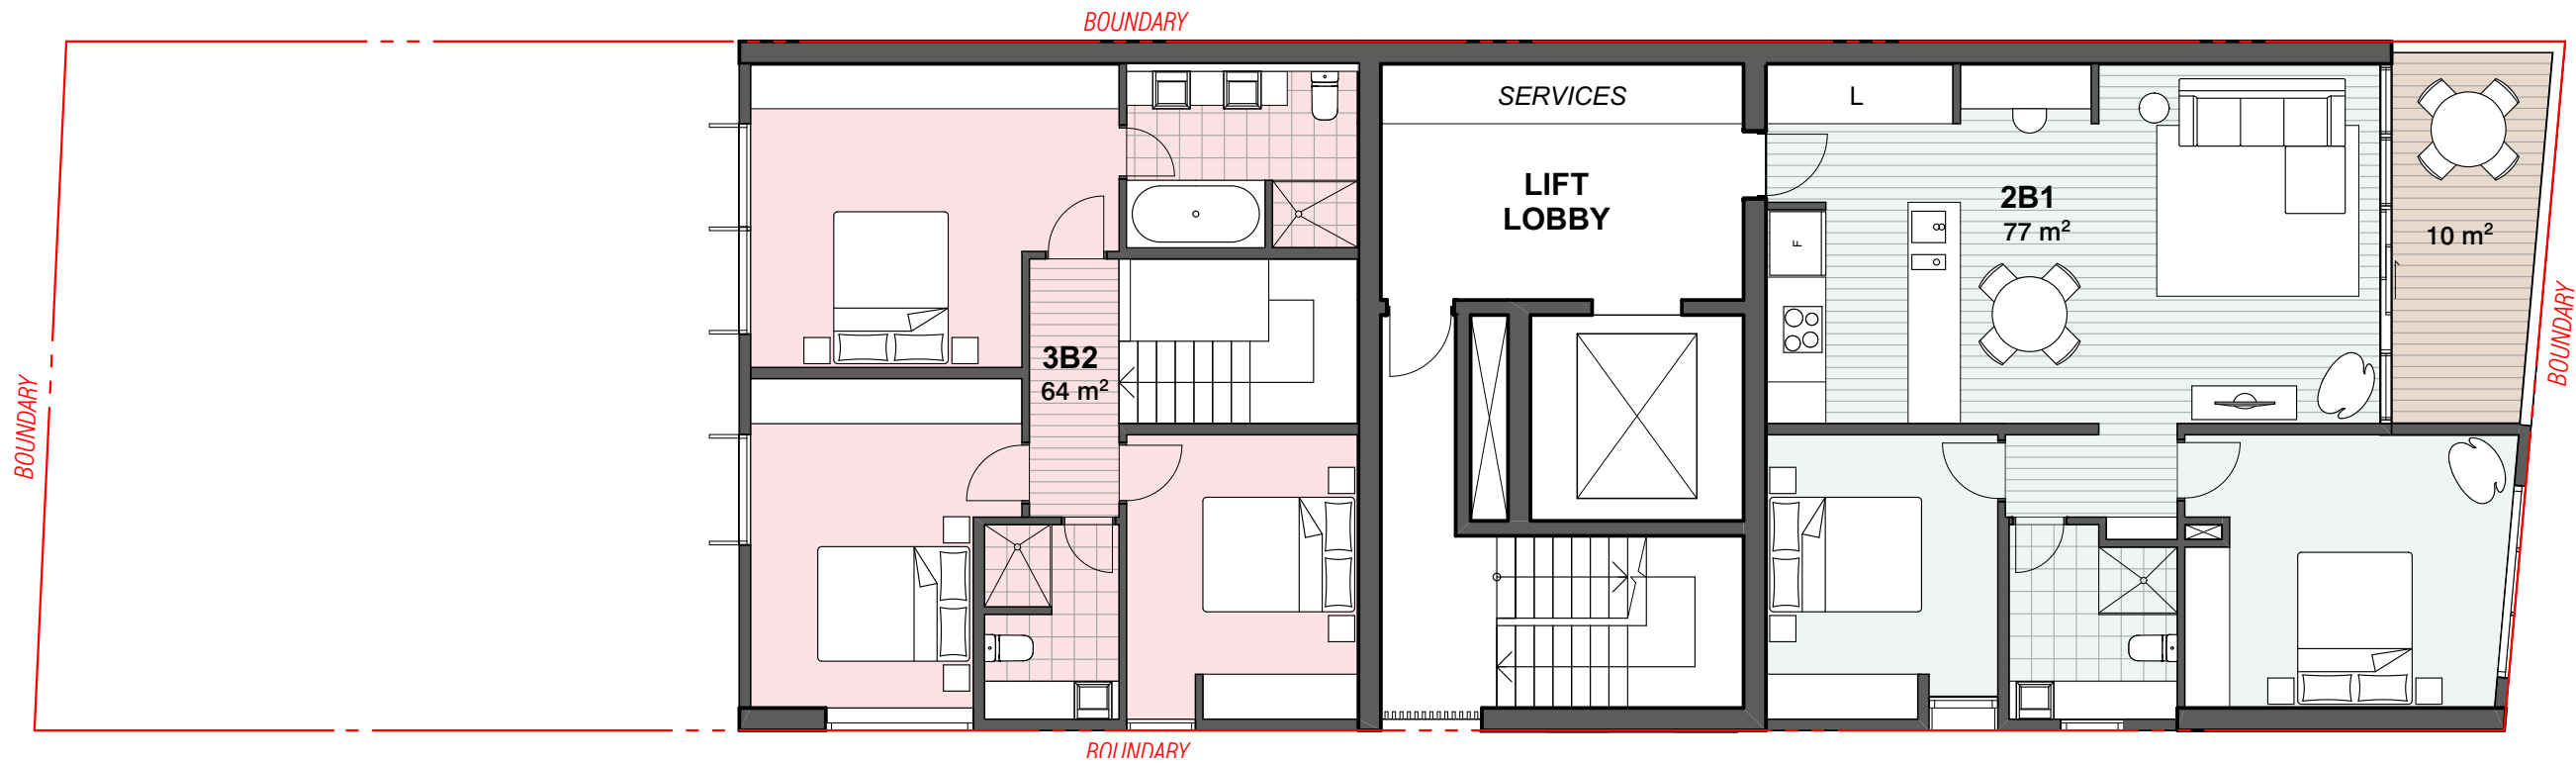 BOUNDARY
SERVICES
L
LIFT
LOBBY
F
2B1
77 m²
10 m²
3B2
64 m²
BOUNDARY
BOUNDARY
BOUNDARY